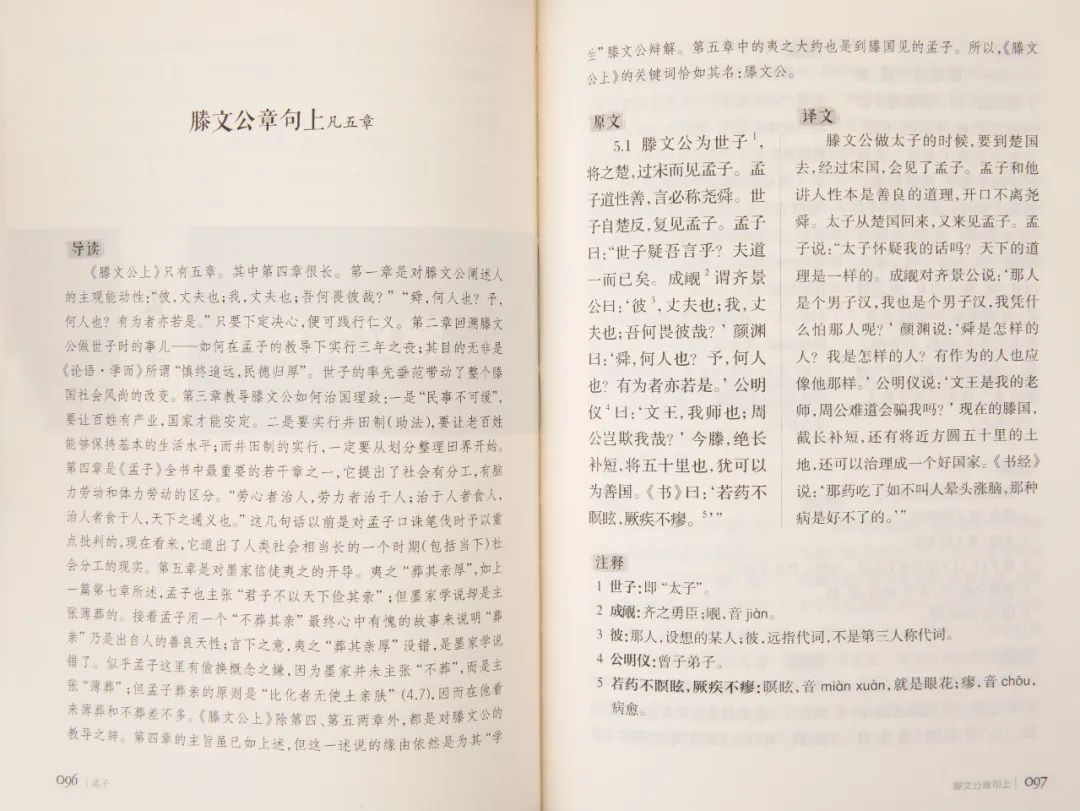 滕文公章句上凡五章
导读
《滕文公上》只有五章。其中第四章很长。第一章是对滕文公阐述人
的主观能动性：“彼，丈夫也；我，丈夫也；吾何畏彼哉？”“舜，何人也？予，
何人也？有为者亦若是。”只要下定决心，便可践行仁义。第二章回溯滕文
公做世子时的事儿——如何在孟子的教导下实行三年之丧；其目的无非是
《论语·学而》所谓“慎终追远，民德归厚”。世子的率先垂范带动了整个滕
国社会风尚的改变。第三章教导滕文公如何治国理政：一是“民事不可缓”，
要让百姓有产业，国家才能安定。二是要实行井田制（助法），要让老百姓
能够保持基本的生活水平；而井田制的实行，一定要从划分整理田界开始。
第四章是《孟子》全书中最重要的若干章之一，它提出了社会有分工，有脑
力劳动和体力劳动的区分。“劳心者治人，劳力者治于人；治于人者食人，
治人者食于人，天下之通义也。”这几句话以前是对孟子口诛笔伐时予以重
点批判的，现在看来，它道出了人类社会相当长的一个时期（包括当下）社
会分工的现实。第五章是对墨家信徒夷之的开导。夷之“葬其亲厚”，如上
一篇第七章所述，孟子也主张“君子不以天下俭其亲”；但墨家学说却是主
张薄葬的。接着孟子用一个“不葬其亲”最终心中有愧的故事来说明“葬
亲”乃是出自人的善良天性；言下之意，夷之“葬其亲厚”没错，是墨家学说
错了。似乎孟子这里有偷换概念之嫌，因为墨家并未主张“不葬”，而是主
张“薄葬”；但孟子葬亲的原则是“比化者无使土亲肤”（4.7），因而在他看
来薄葬和不葬差不多。《滕文公上》除第四、第五两章外，都是对滕文公的
教导之辞。第四章的主旨虽已如上述，但这一述说的缘由依然是为其“学
096 | 孟子
生”滕文公辩解。第五章中的夷之大约也是到滕国见的孟子。所以，《滕文
公上》的关键词恰如其名：滕文公。
原文
5.1 滕文公为世子1，
将之楚，过宋而见孟子。孟
子道性善，言必称尧舜。世
子自楚反，复见孟子。孟子
曰：“世子疑吾言乎？夫道
一而已矣。成覸2谓齐景
公曰：‘彼3，丈夫也；我，丈
夫也；吾何畏彼哉？’颜渊
曰：‘舜，何人也？予，何人
也？有为者亦若是。’公明
仪4曰：‘文王，我师也；周
公岂欺我哉？’今滕，绝长
补短，将五十里也，犹可以
为善国。《书》曰：‘若药不
瞑眩，厥疾不瘳。5’”
译文
滕文公做太子的时候，要到楚国
去，经过宋国，会见了孟子。孟子和他
讲人性本是善良的道理，开口不离尧
舜。太子从楚国回来，又来见孟子。孟
子说：“太子怀疑我的话吗？天下的道
理是一样的。成覸对齐景公说：‘那人
是个男子汉，我也是个男子汉，我凭什
么怕那人呢？’颜渊说：‘舜是怎样的
人？我是怎样的人？有作为的人也应
像他那样。’公明仪说：‘文王是我的老
师，周公难道会骗我吗？’现在的滕国，
截长补短，还有将近方圆五十里的土
地，还可以治理成一个好国家。《书经》
说：‘那药吃了如不叫人晕头涨脑，那种
病是好不了的。’”
注释
1 世子：即“太子”。
2 成覸：齐之勇臣；覸，音 jiàn。
3 彼：那人，设想的某人；彼，远指代词，不是第三人称代词。
4 公明仪：曾子弟子。
5 若药不瞑眩，厥疾不瘳：瞑眩，音 miàn xuàn，就是眼花；瘳，音 chōu，
病愈。
滕文公章句上 | 097